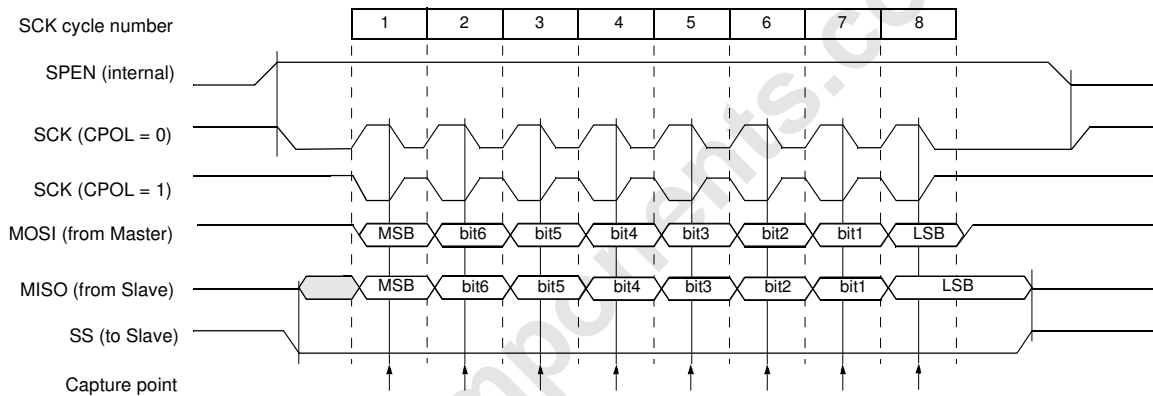 SCK cycle number 1 2 3 4 5 6 7 8
SPEN (internal)
SCK (CPOL = 0)
SCK (CPOL = 1)
MOSI (from Master) MSB bit6 bit5 bit4 bit3 bit2 bit1 LSB
MISO (from Slave) MSB bit6 bit5 bit4 bit3 bit2 bit1 LSB
SS (to Slave)
Capture point